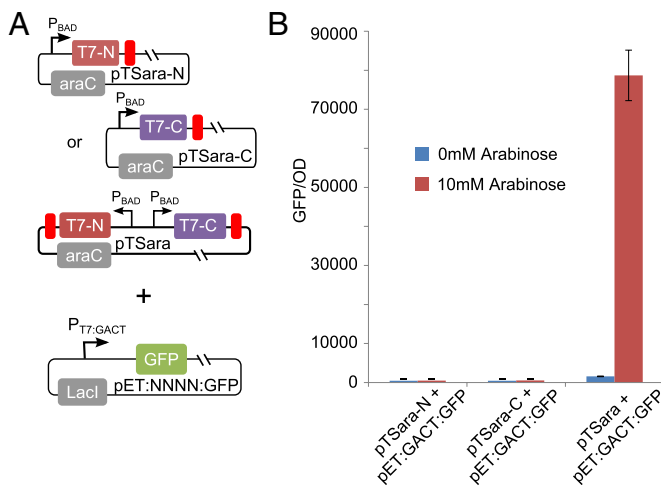 A
P_BAD
T7-N
pTSara-N
araC
or
P_BAD
T7-C
pTSara-C
araC
P_BAD P_BAD
T7-N T7-C
pTSara
araC
+
P_T7:GACT
GFP
pET:NNNN:GFP
LacI
B
GFP/OD
90000
70000
50000
30000
10000
0
0mM Arabinose
10mM Arabinose
pTSara-N +
pET:GACT:GFP
pTSara-C +
pET:GACT:GFP
pTSara +
pET:GACT:GFP